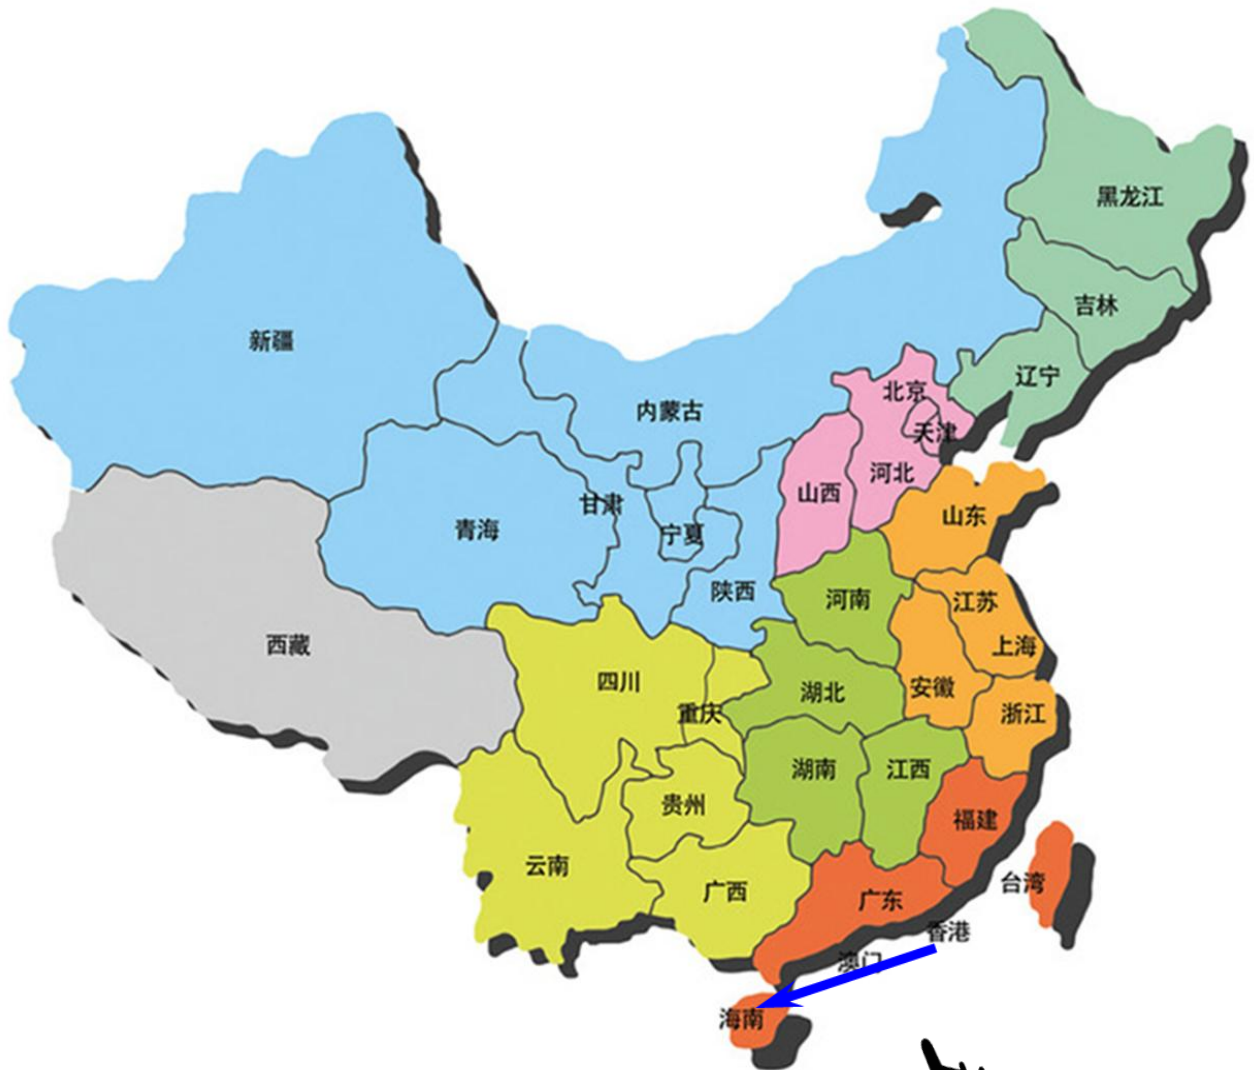 黑龙江
吉林
新疆
辽宁
北京
内蒙古
天津
河北
山西
甘肃
山东
青海
宁夏
陕西
河南
江苏
西藏
上海
四川
安徽
湖北
重庆
浙江
湖南
江西
贵州
福建
云南
台湾
广西
广东
香港
澳门
海南